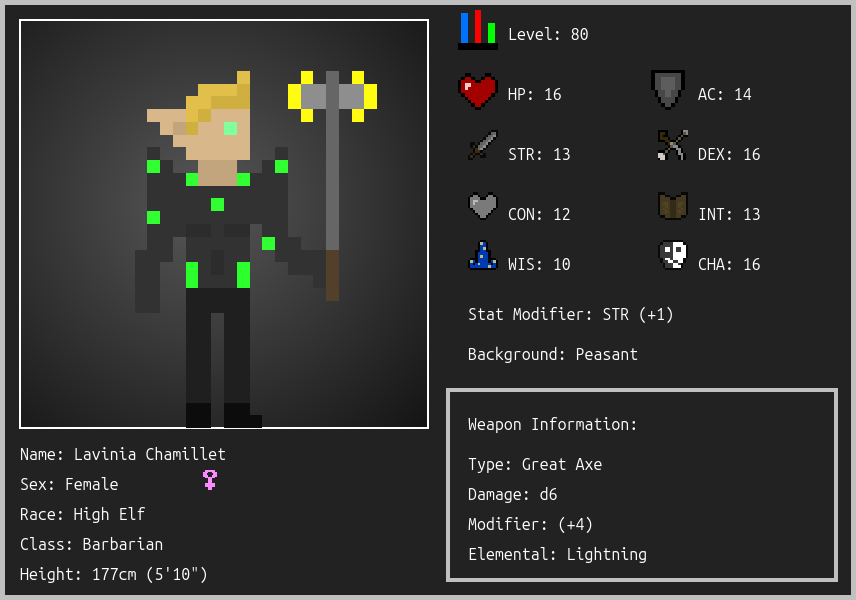 Level: 80
HP: 16
AC: 14
STR: 13
DEX: 16
CON: 12
INT: 13
WIS: 10
CHA: 16
Stat Modifier: STR (+1)
Background: Peasant
Weapon Information:
Type: Great Axe
Damage: d6
Modifier: (+4)
Elemental: Lightning
Name: Lavinia Chamillet
Sex: Female
Race: High Elf
Class: Barbarian
Height: 177cm (5'10")